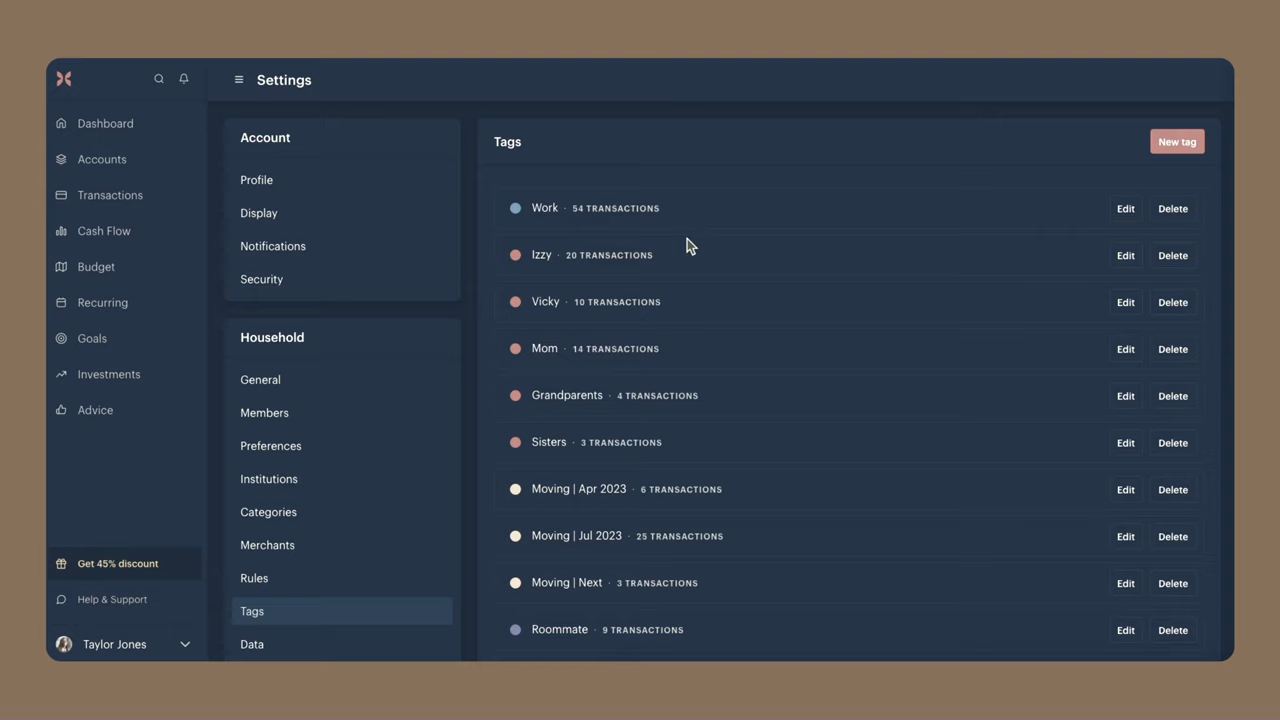 Settings
Dashboard
Accounts
Transactions
Cash Flow
Budget
Recurring
Goals
Investments
Advice
Get 45% discount
Help & Support
Taylor Jones
Account
Profile
Display
Notifications
Security
Household
General
Members
Preferences
Institutions
Categories
Merchants
Rules
Tags
Data
Tags
New tag
Work · 54 TRANSACTIONS Edit Delete
Izzy · 20 TRANSACTIONS Edit Delete
Vicky · 10 TRANSACTIONS Edit Delete
Mom · 14 TRANSACTIONS Edit Delete
Grandparents · 4 TRANSACTIONS Edit Delete
Sisters · 3 TRANSACTIONS Edit Delete
Moving | Apr 2023 · 6 TRANSACTIONS Edit Delete
Moving | Jul 2023 · 25 TRANSACTIONS Edit Delete
Moving | Next · 3 TRANSACTIONS Edit Delete
Roommate · 9 TRANSACTIONS Edit Delete